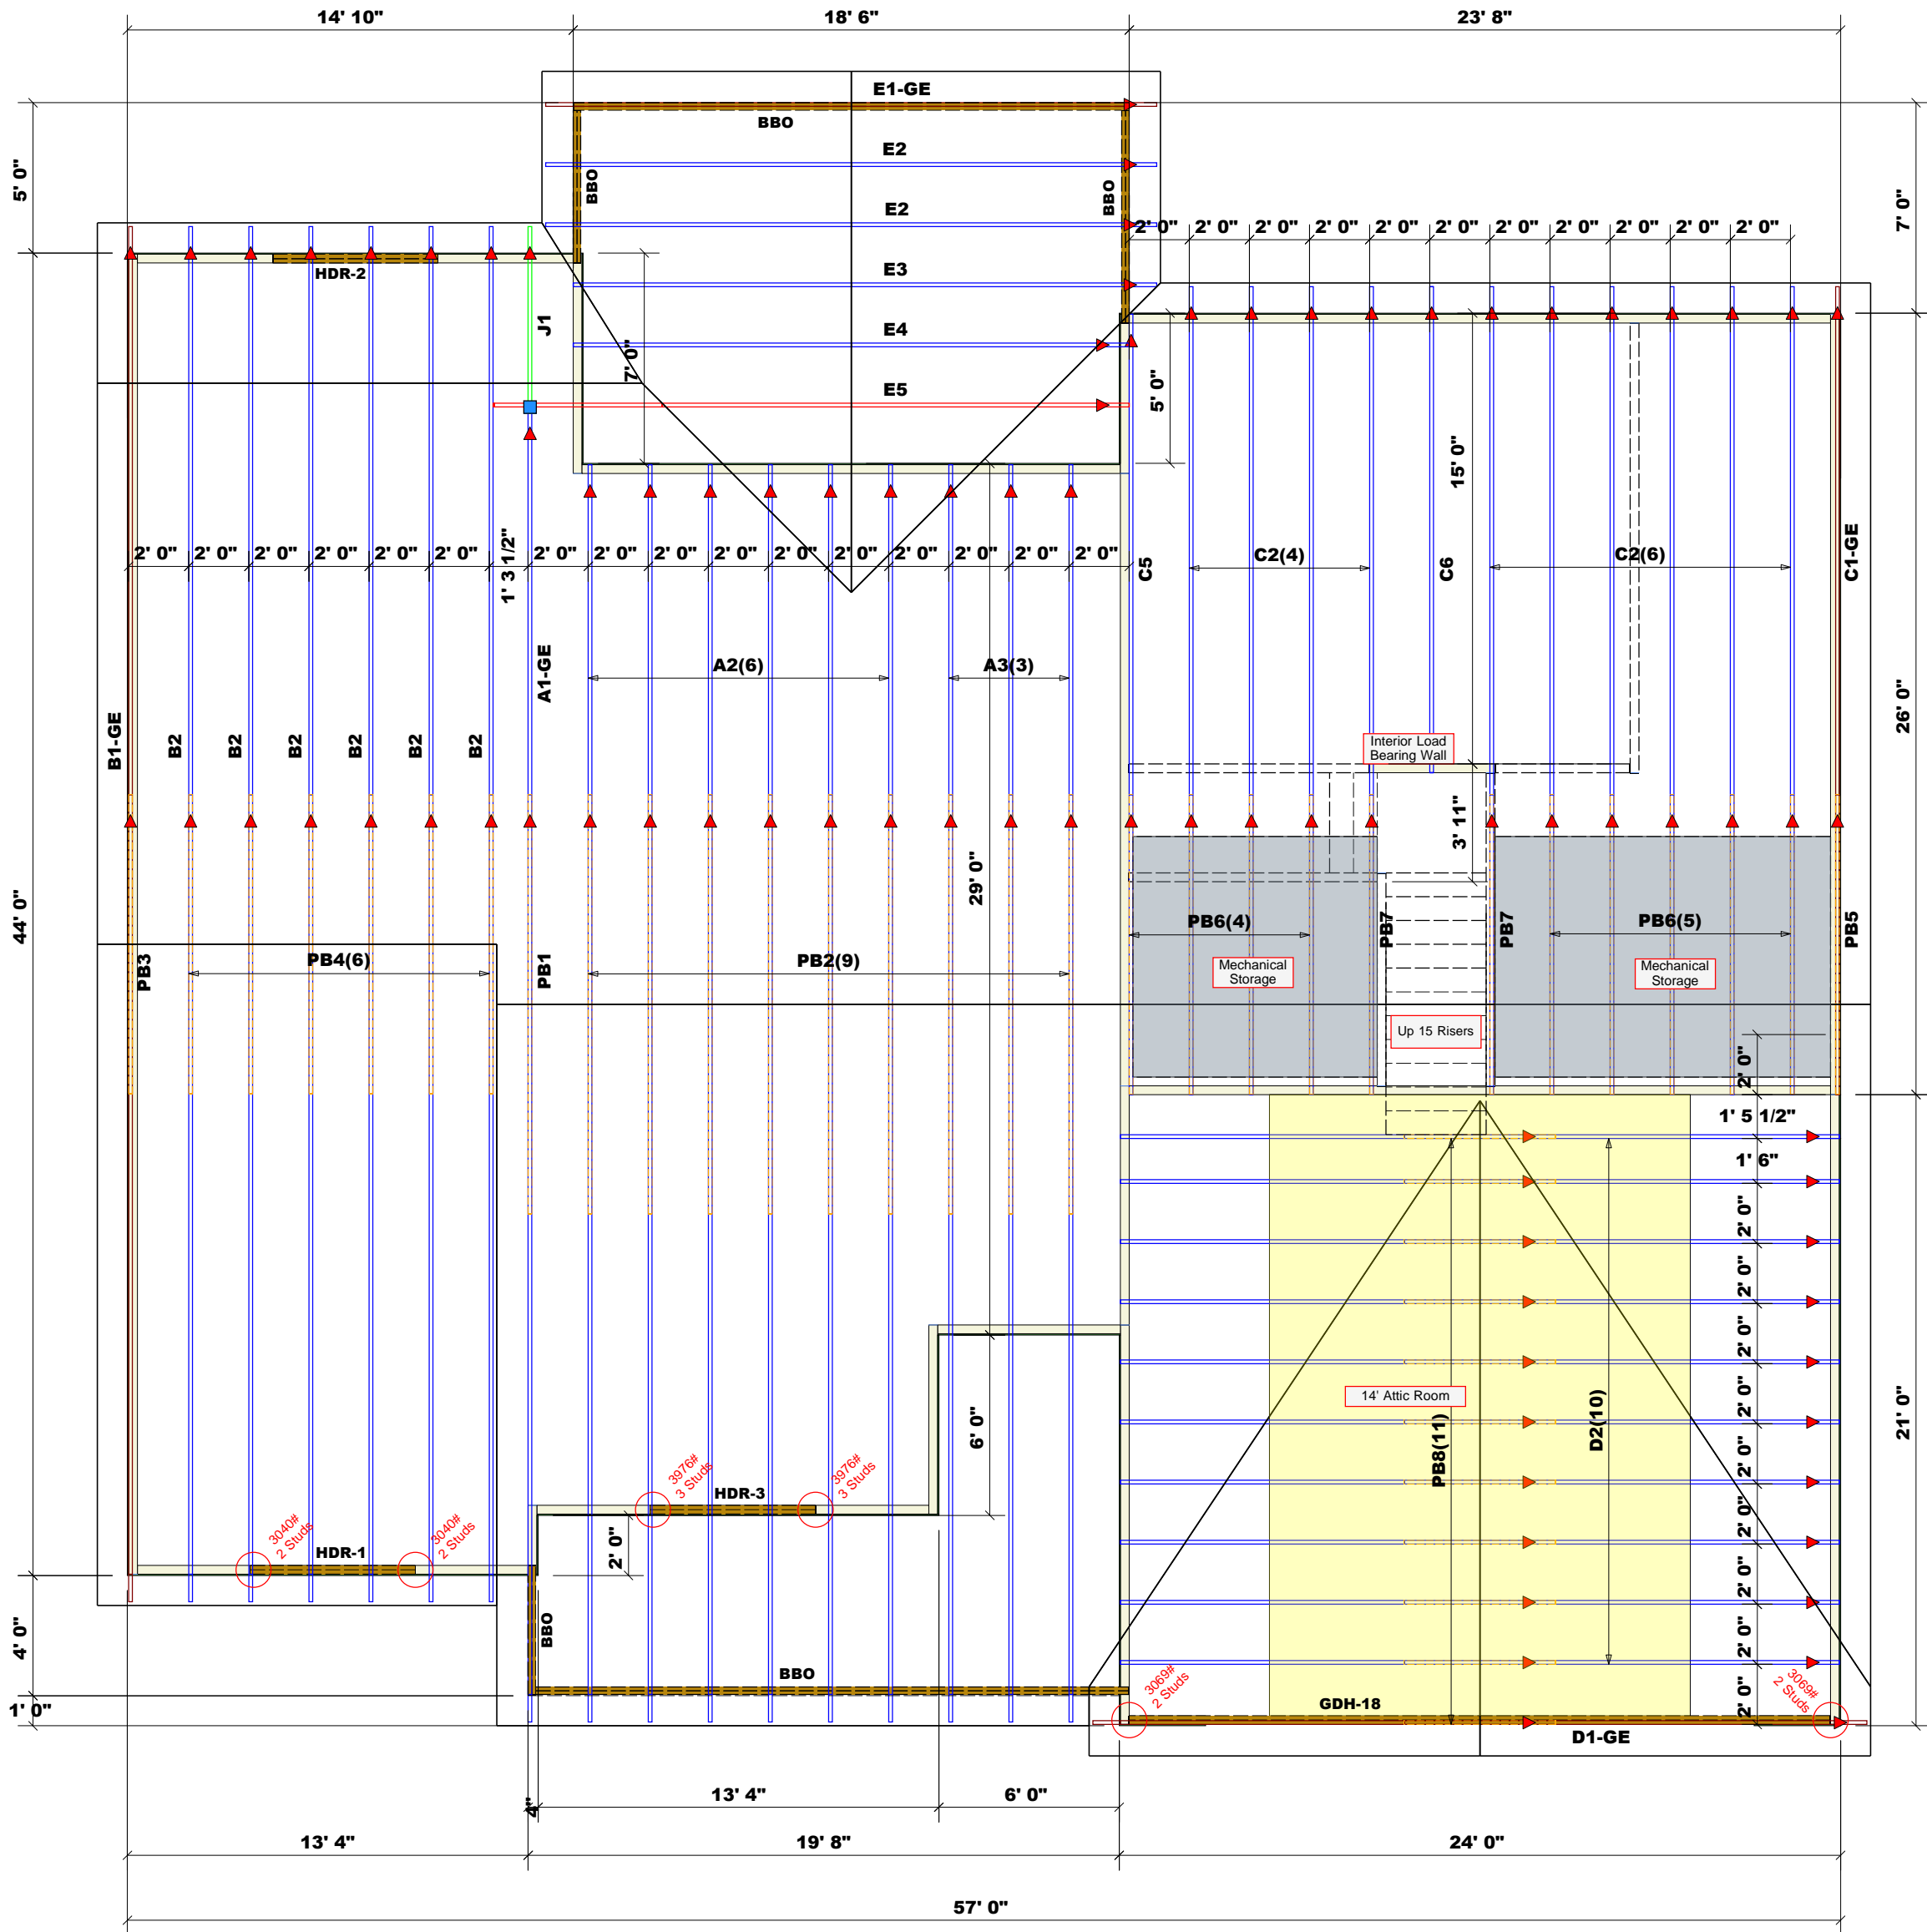 14' 10"
18' 6"
23' 8"
E1-GE
BBO
E2
BBO
BBO
E2
5' 0"
7' 0"
2' 0"
2' 0"
2' 0"
2' 0"
2' 0"
2' 0"
2' 0"
2' 0"
2' 0"
2' 0"
2' 0"
HDR-2
E3
J1
E4
7' 0"
E5
5' 0"
15' 0"
2' 0"
2' 0"
2' 0"
2' 0"
2' 0"
2' 0"
1' 3 1/2"
2' 0"
2' 0"
2' 0"
2' 0"
2' 0"
2' 0"
2' 0"
2' 0"
2' 0"
2' 0"
C5
C2(4)
C6
C2(6)
C1-GE
A1-GE
A2(6)
A3(3)
26' 0"
B1-GE
B2
B2
B2
B2
B2
B2
Interior Load
Bearing Wall
3' 11"
29' 0"
44' 0"
PB3
PB4(6)
PB1
PB2(9)
PB6(4)
PB7
PB7
PB6(5)
PB5
Mechanical
Storage
Mechanical
Storage
Up 15 Risers
2' 0"
1' 5 1/2"
1' 6"
2' 0"
2' 0"
2' 0"
2' 0"
2' 0"
2' 0"
2' 0"
2' 0"
2' 0"
14' Attic Room
PB8(11)
D2(10)
21' 0"
6' 0"
3976#
3 Studs
HDR-3
3976#
3 Studs
3040#
2 Studs
HDR-1
3040#
2 Studs
2' 0"
4' 0"
BBO
BBO
1' 0"
3069#
2 Studs
GDH-18
3069#
2 Studs
D1-GE
4"
13' 4"
6' 0"
13' 4"
19' 8"
24' 0"
57' 0"